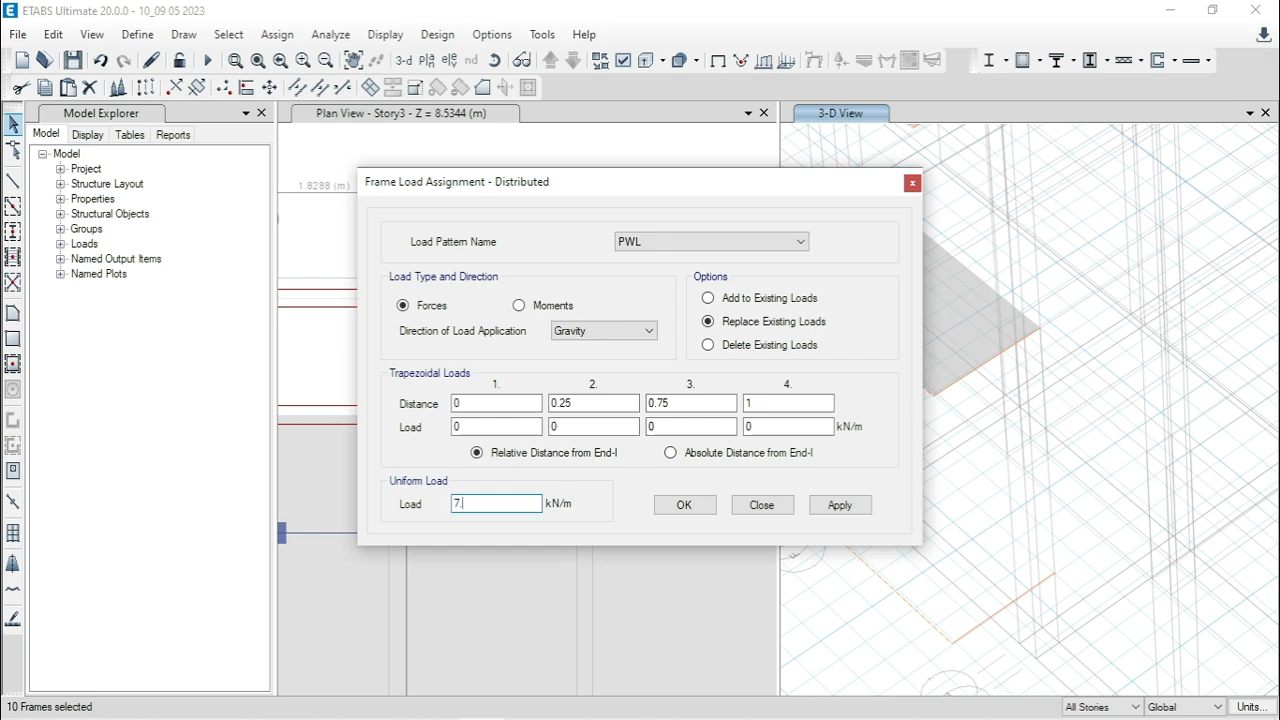 ETABS Ultimate 20.0.0 - 10_09 05 2023
File Edit View Define Draw Select Assign Analyze Display Design Options Tools Help
3-d nd
Model Explorer
Plan View - Story3 - Z = 8.5344 (m)
3-D View
Model Display Tables Reports
Model
Project
Structure Layout
Properties
Structural Objects
Groups
Loads
Named Output Items
Named Plots
1.8288 (m)
Frame Load Assignment - Distributed
Load Pattern Name PWL
Load Type and Direction
Forces Moments
Direction of Load Application Gravity
Options
Add to Existing Loads
Replace Existing Loads
Delete Existing Loads
Trapezoidal Loads
1. 2. 3. 4.
Distance 0 0.25 0.75 1
Load 0 0 0 0 kN/m
Relative Distance from End-I Absolute Distance from End-I
Uniform Load
Load 7. kN/m
OK Close Apply
10 Frames selected
All Stories Global Units...